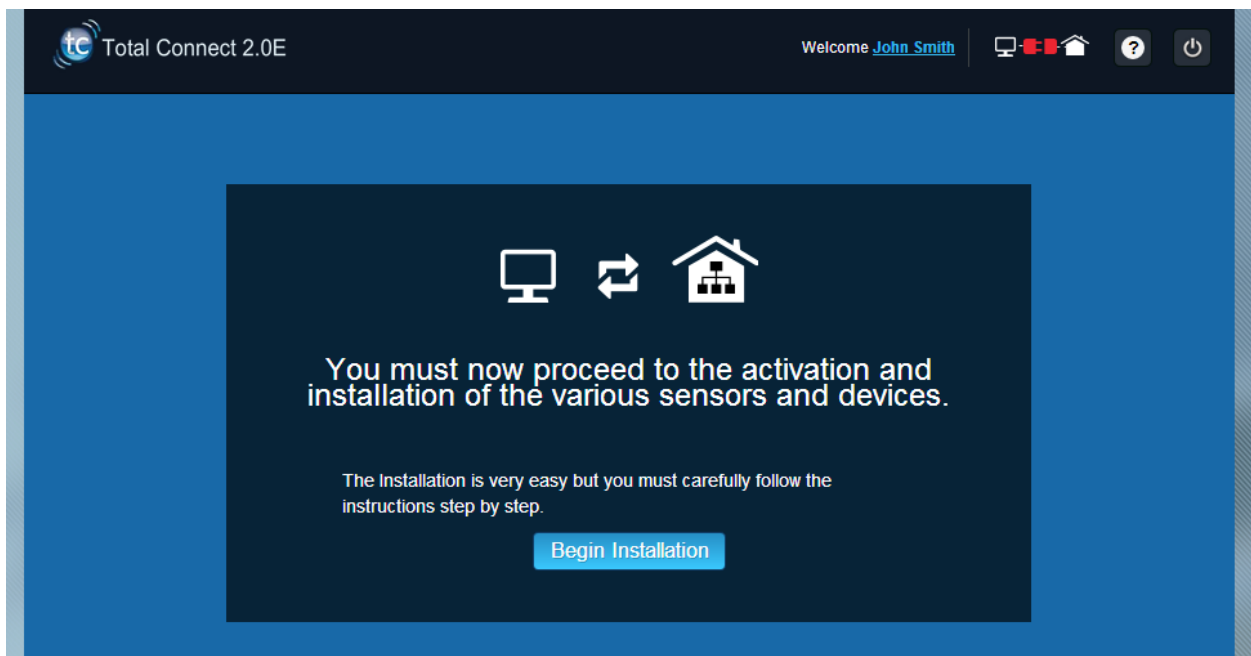 tc Total Connect 2.0E
Welcome John Smith
?
You must now proceed to the activation and
installation of the various sensors and devices.
The Installation is very easy but you must carefully follow the
instructions step by step.
Begin Installation